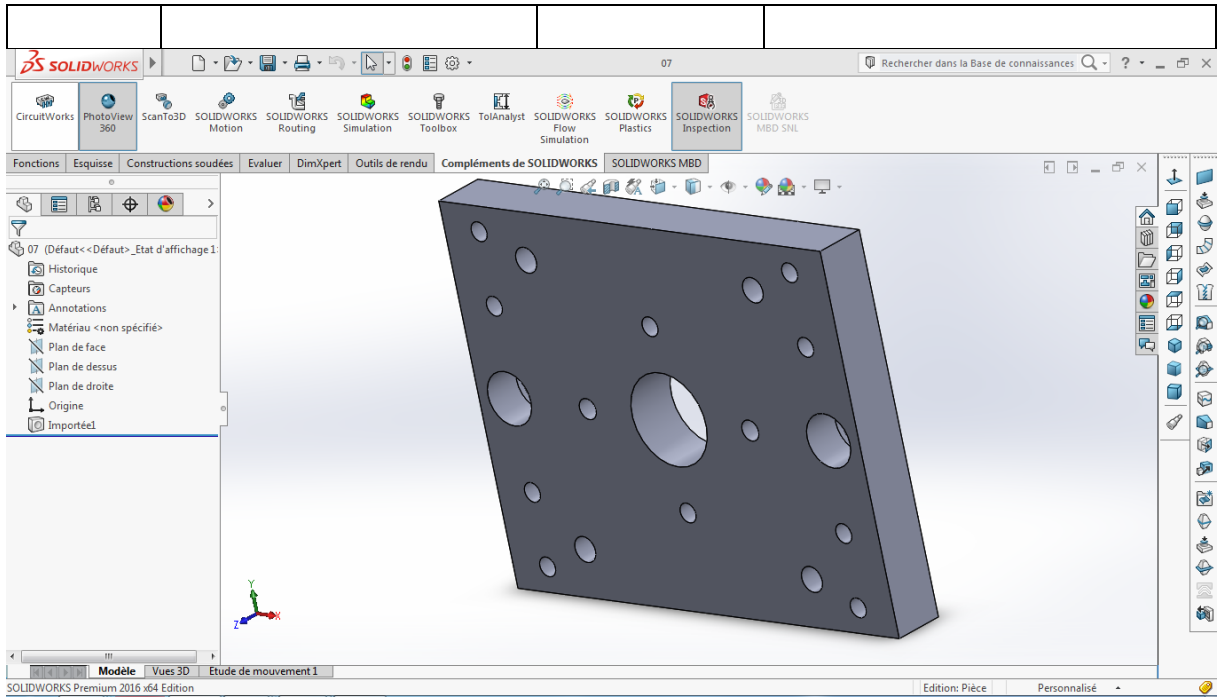 SOLIDWORKS
07
Rechercher dans la Base de connaissances
?
CircuitWorks
PhotoView 360
ScanTo3D
SOLIDWORKS Motion
SOLIDWORKS Routing
SOLIDWORKS Simulation
SOLIDWORKS Toolbox
TolAnalyst
SOLIDWORKS Flow Simulation
SOLIDWORKS Plastics
SOLIDWORKS Inspection
SOLIDWORKS MBD SNL
Fonctions Esquisse Constructions soudées Evaluer DimXpert Outils de rendu Compléments de SOLIDWORKS SOLIDWORKS MBD
07 (Défaut<<Défaut>_Etat d'affichage 1
Historique
Capteurs
Annotations
Matériau <non spécifié>
Plan de face
Plan de dessus
Plan de droite
Origine
Importée1
Y
X
Z
Modèle Vues 3D Etude de mouvement 1
SOLIDWORKS Premium 2016 x64 Edition Edition: Pièce Personnalisé